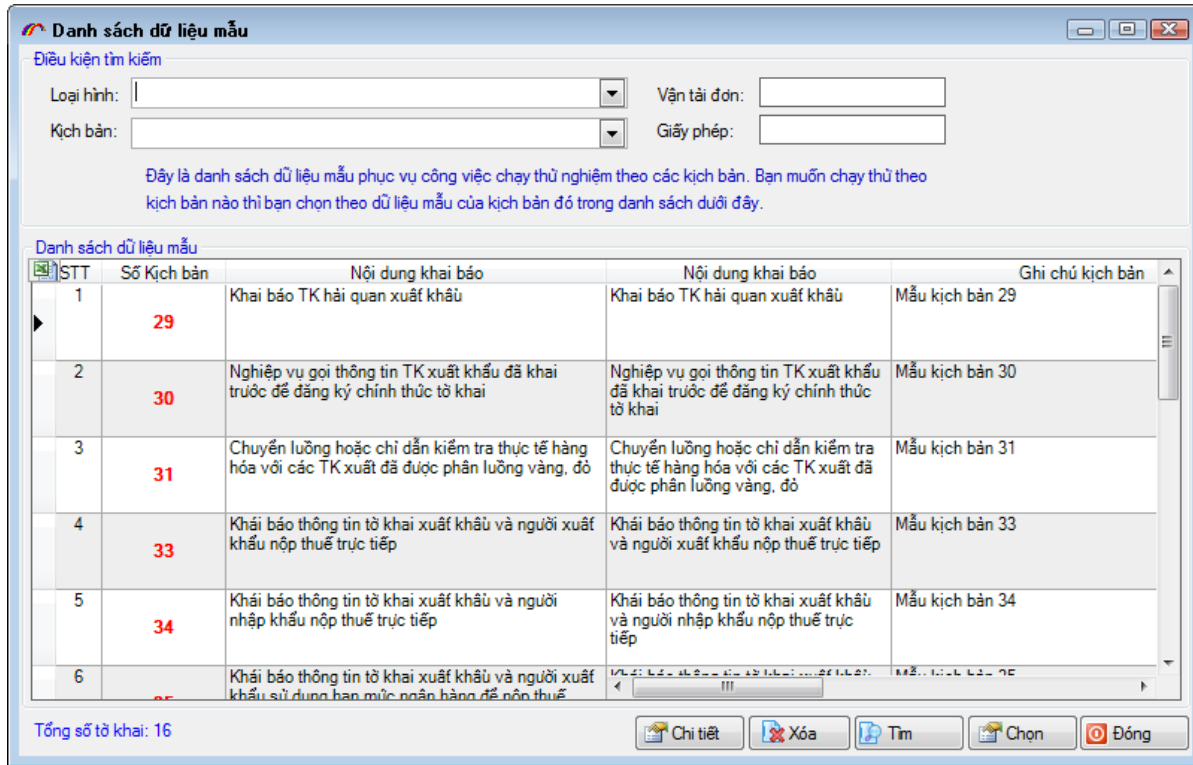 Danh sách dữ liệu mẫu
Điều kiện tìm kiếm
Loại hình:
Vận tải đơn:
Kịch bản:
Giấy phép:
Đây là danh sách dữ liệu mẫu phục vụ công việc chạy thử nghiệm theo các kịch bản. Bạn muốn chạy thử theo
kịch bản nào thì bạn chọn theo dữ liệu mẫu của kịch bản đó trong danh sách dưới đây.
Danh sách dữ liệu mẫu
STT Số Kịch bản Nội dung khai báo Nội dung khai báo Ghi chú kịch bản
1
29
Khai báo TK hải quan xuất khẩu
Khai báo TK hải quan xuất khẩu
Mẫu kịch bản 29
2
30
Nghiệp vụ gọi thông tin TK xuất khẩu đã khai
trước để đăng ký chính thức tờ khai
Nghiệp vụ gọi thông tin TK xuất khẩu
đã khai trước để đăng ký chính thức
tờ khai
Mẫu kịch bản 30
3
31
Chuyển luồng hoặc chỉ dẫn kiểm tra thực tế hàng
hóa với các TK xuất đã được phân luồng vàng, đỏ
Chuyển luồng hoặc chỉ dẫn kiểm tra
thực tế hàng hóa với các TK xuất đã
được phân luồng vàng, đỏ
Mẫu kịch bản 31
4
33
Khái báo thông tin tờ khai xuất khẩu và người xuất
khẩu nộp thuế trực tiếp
Khái báo thông tin tờ khai xuất khẩu
và người xuất khẩu nộp thuế trực tiếp
Mẫu kịch bản 33
5
34
Khái báo thông tin tờ khai xuất khẩu và người
nhập khẩu nộp thuế trực tiếp
Khái báo thông tin tờ khai xuất khẩu
và người nhập khẩu nộp thuế trực
tiếp
Mẫu kịch bản 34
6
Khái báo thông tin tờ khai xuất khẩu và người xuất
khẩu sử dụng hạn mức ngân hàng để nộp thuế
Tổng số tờ khai: 16
Chi tiết
Xóa
Tìm
Chọn
Đóng